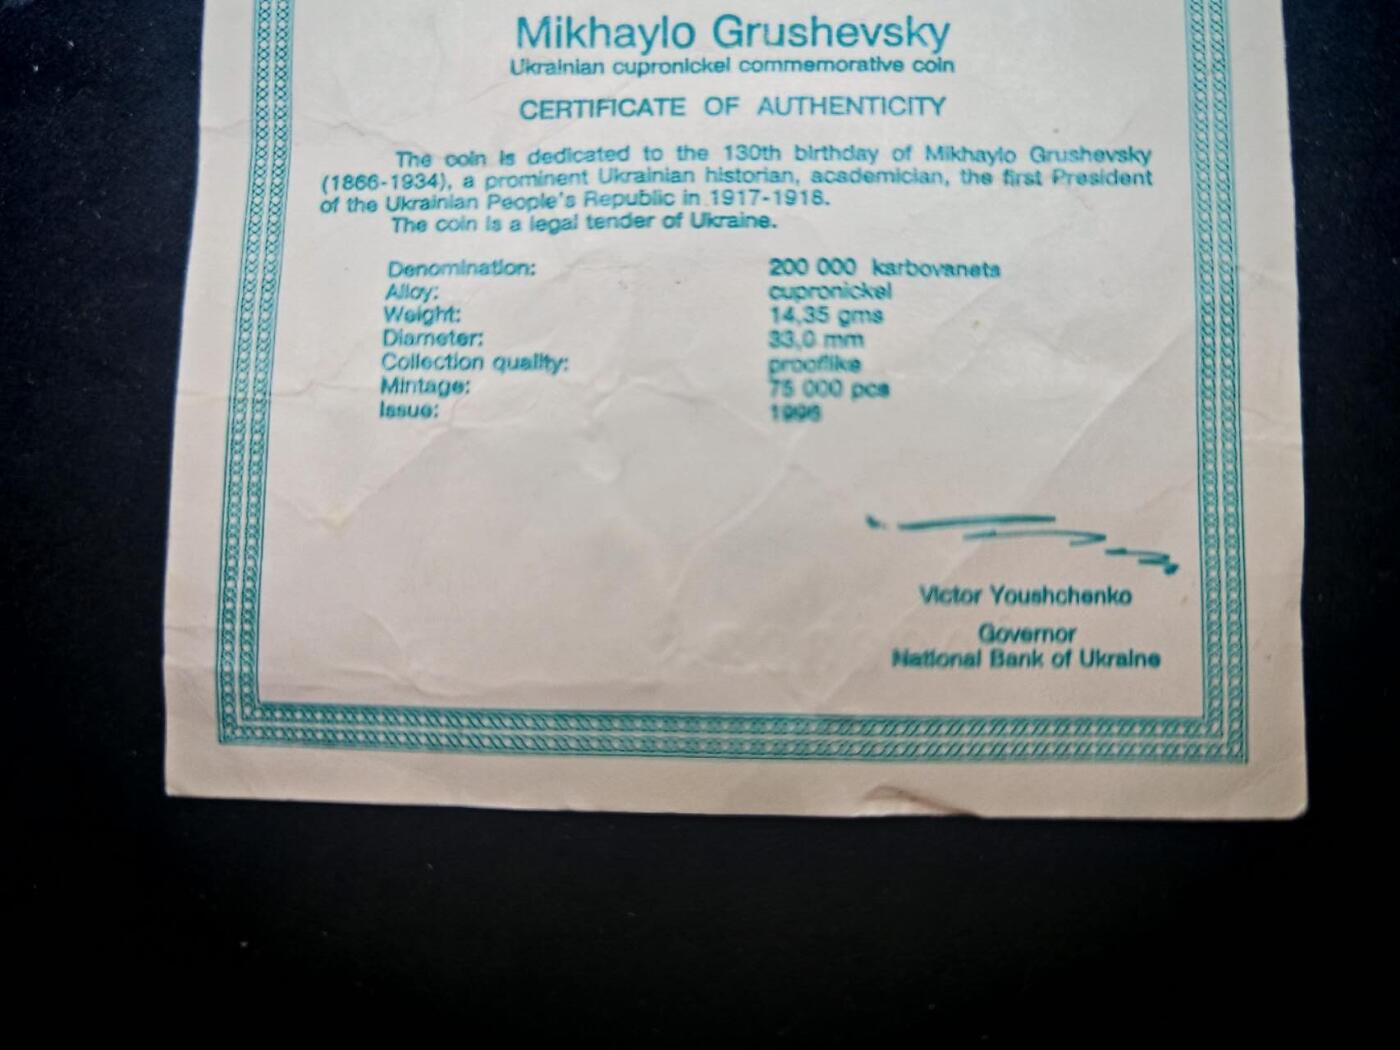 Mikhaylo Grushevsky
Ukrainian cupronickel commemorative coin
CERTIFICATE OF AUTHENTICITY
The coin is dedicated to the 130th birthday of Mikhaylo Grushevsky
(1866-1934), a prominent Ukrainian historian, academician, the first President
of the Ukrainian People's Republic in 1917-1918.
The coin is a legal tender of Ukraine.
Denomination: 200 000 karbovanets
Alloy: cupronickel
Weight: 14,35 gms
Diameter: 33,0 mm
Collection quality: prooflike
Mintage: 75 000 pcs
Issue: 1996
Victor Youshchenko
Governor
National Bank of Ukraine